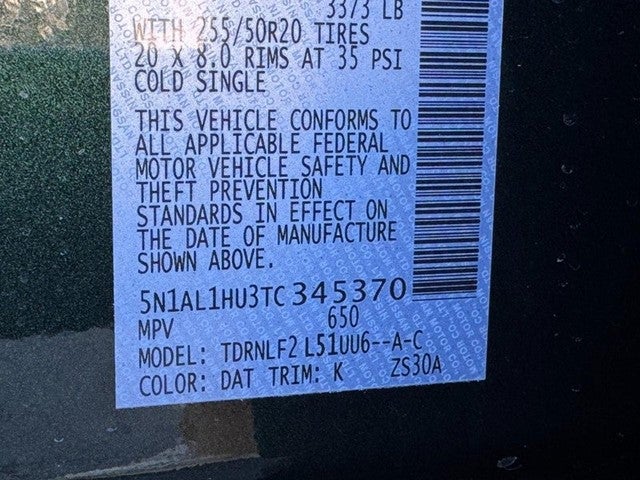 3373 LB
WITH 255/50R20 TIRES
20 X 8.0 RIMS AT 35 PSI
COLD SINGLE
THIS VEHICLE CONFORMS TO
ALL APPLICABLE FEDERAL
MOTOR VEHICLE SAFETY AND
THEFT PREVENTION
STANDARDS IN EFFECT ON
THE DATE OF MANUFACTURE
SHOWN ABOVE.
5N1AL1HU3TC 345370
MPV 650
MODEL: TDRNLF2 L51UU6--A-C
COLOR: DAT TRIM: K ZS30A